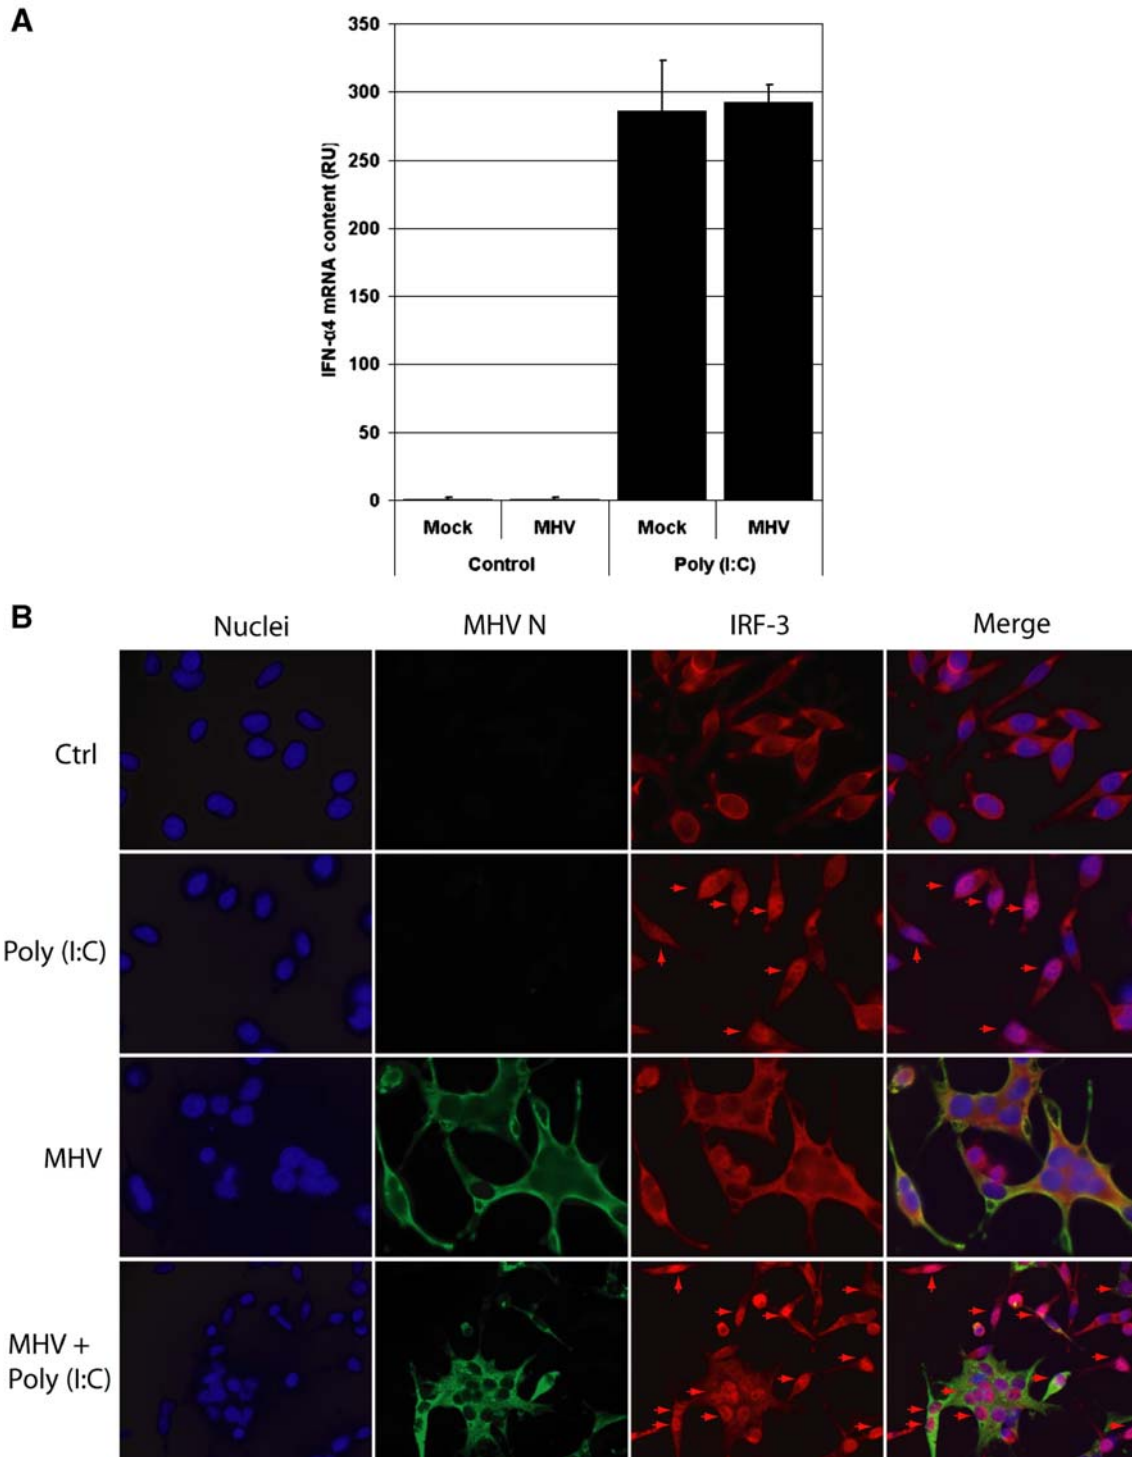 A
350
300
250
200
150
100
50
0
IFN-α4 mRNA content (RU)
Mock
MHV
Mock
MHV
Control
Poly (I:C)
B
Nuclei
MHV N
IRF-3
Merge
Ctrl
Poly (I:C)
MHV
MHV +
Poly (I:C)